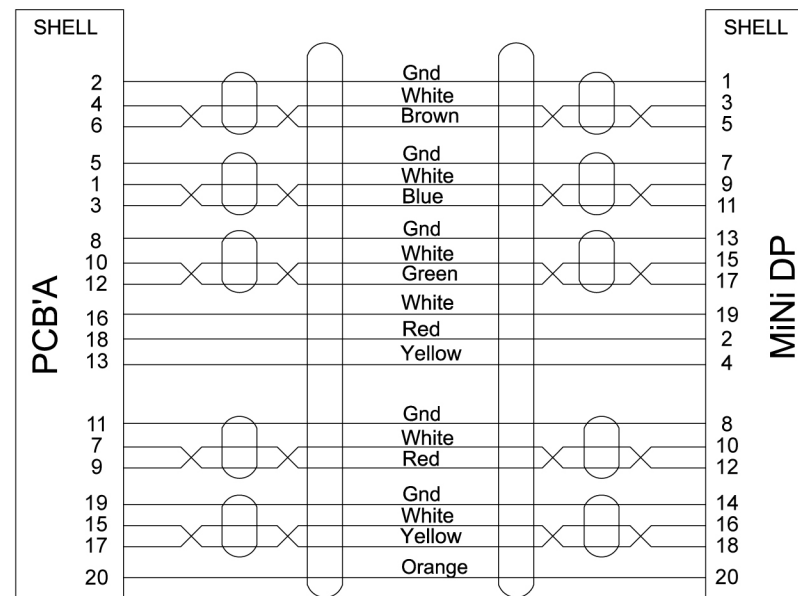 SHELL SHELL
2 Gnd 1
4 White 3
6 Brown 5
5 Gnd 7
1 White 9
3 Blue 11
8 Gnd 13
10 White 15
12 Green 17
16 White 19
18 Red 2
13 Yellow 4
PCB'A MiNi DP
11 Gnd 8
7 White 10
9 Red 12
19 Gnd 14
15 White 16
17 Yellow 18
20 Orange 20